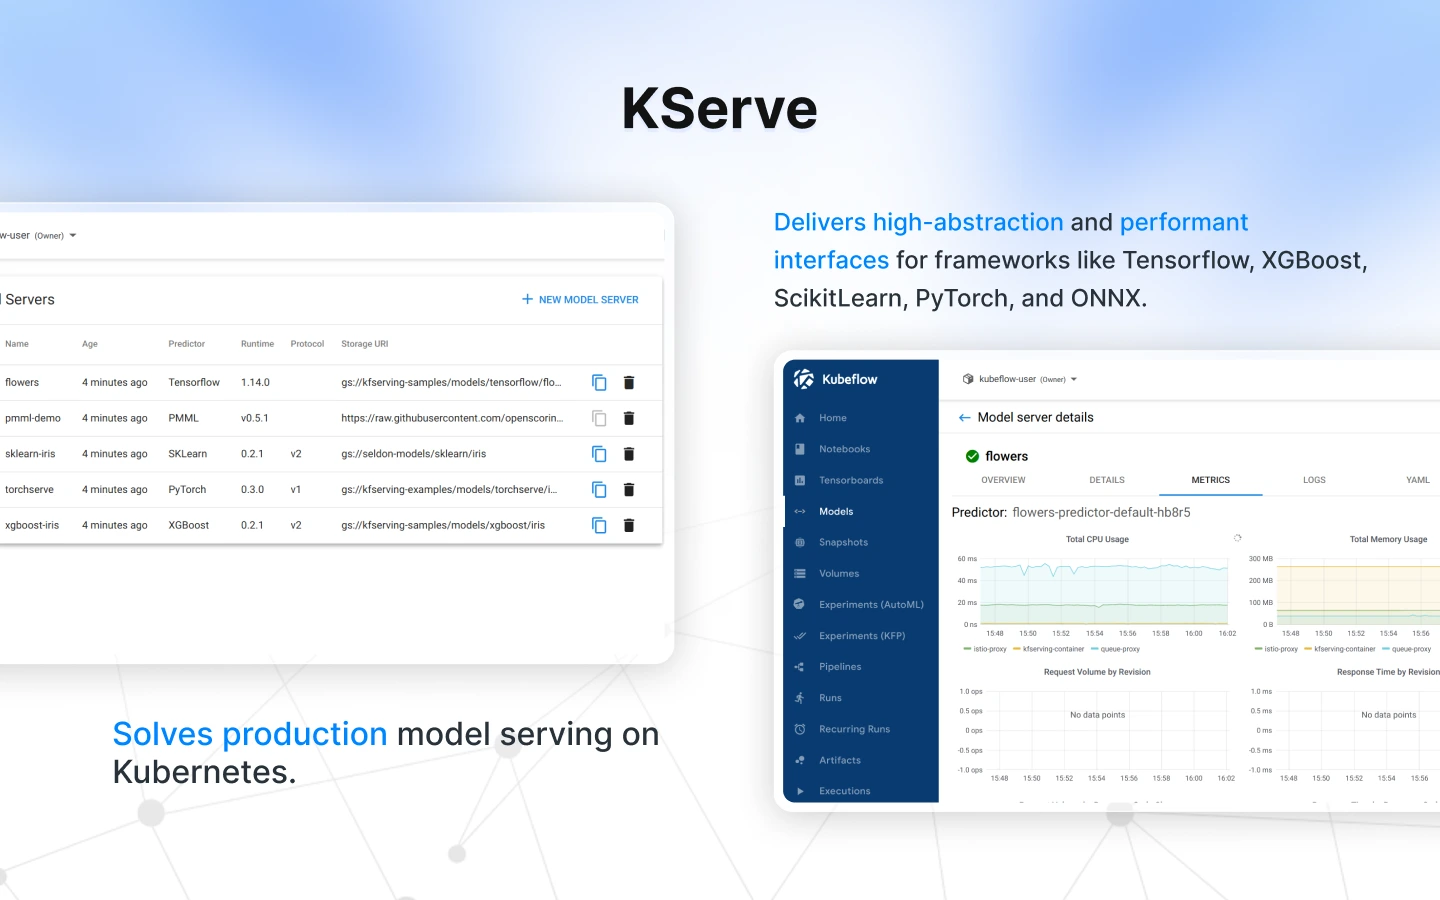 KServe
w-user (Owner)
Servers
NEW MODEL SERVER
Name Age Predictor Runtime Protocol Storage URI
flowers 4 minutes ago Tensorflow 1.14.0 gs://kfserving-samples/models/tensorflow/flo...
pmml-demo 4 minutes ago PMML v0.5.1 https://raw.githubusercontent.com/openscorin...
sklearn-iris 4 minutes ago SKLearn 0.2.1 v2 gs://seldon-models/sklearn/iris
torchserve 4 minutes ago PyTorch 0.3.0 v1 gs://kfserving-examples/models/torchserve/i...
xgboost-iris 4 minutes ago XGBoost 0.2.1 v2 gs://kfserving-samples/models/xgboost/iris
Solves production model serving on
Kubernetes.
Delivers high-abstraction and performant
interfaces for frameworks like Tensorflow, XGBoost,
ScikitLearn, PyTorch, and ONNX.
Kubeflow
Home
Notebooks
Tensorboards
Models
Snapshots
Volumes
Experiments (AutoML)
Experiments (KFP)
Pipelines
Runs
Recurring Runs
Artifacts
Executions
kubeflow-user (Owner)
Model server details
flowers
OVERVIEW DETAILS METRICS LOGS YAML
Predictor: flowers-predictor-default-hb8r5
Total CPU Usage
60 ms
40 ms
20 ms
0 ns
15:48 15:50 15:52 15:54 15:56 15:58 16:00 16:02
istio-proxy kfserving-container queue-proxy
Total Memory Usage
300 MB
200 MB
100 MB
0 B
15:48 15:50 15:52 15:54 15:56
istio-proxy kfserving-container queue-proxy
Request Volume by Revision
1.0 ops
0.5 ops
0 ops
-0.5 ops
-1.0 ops
No data points
15:48 15:50 15:52 15:54 15:56 15:58 16:00 16:02
Response Time by Revision
1.0 ms
0.5 ms
0 ms
-0.5 ms
-1.0 ms
No data points
15:48 15:50 15:52 15:54 15:56